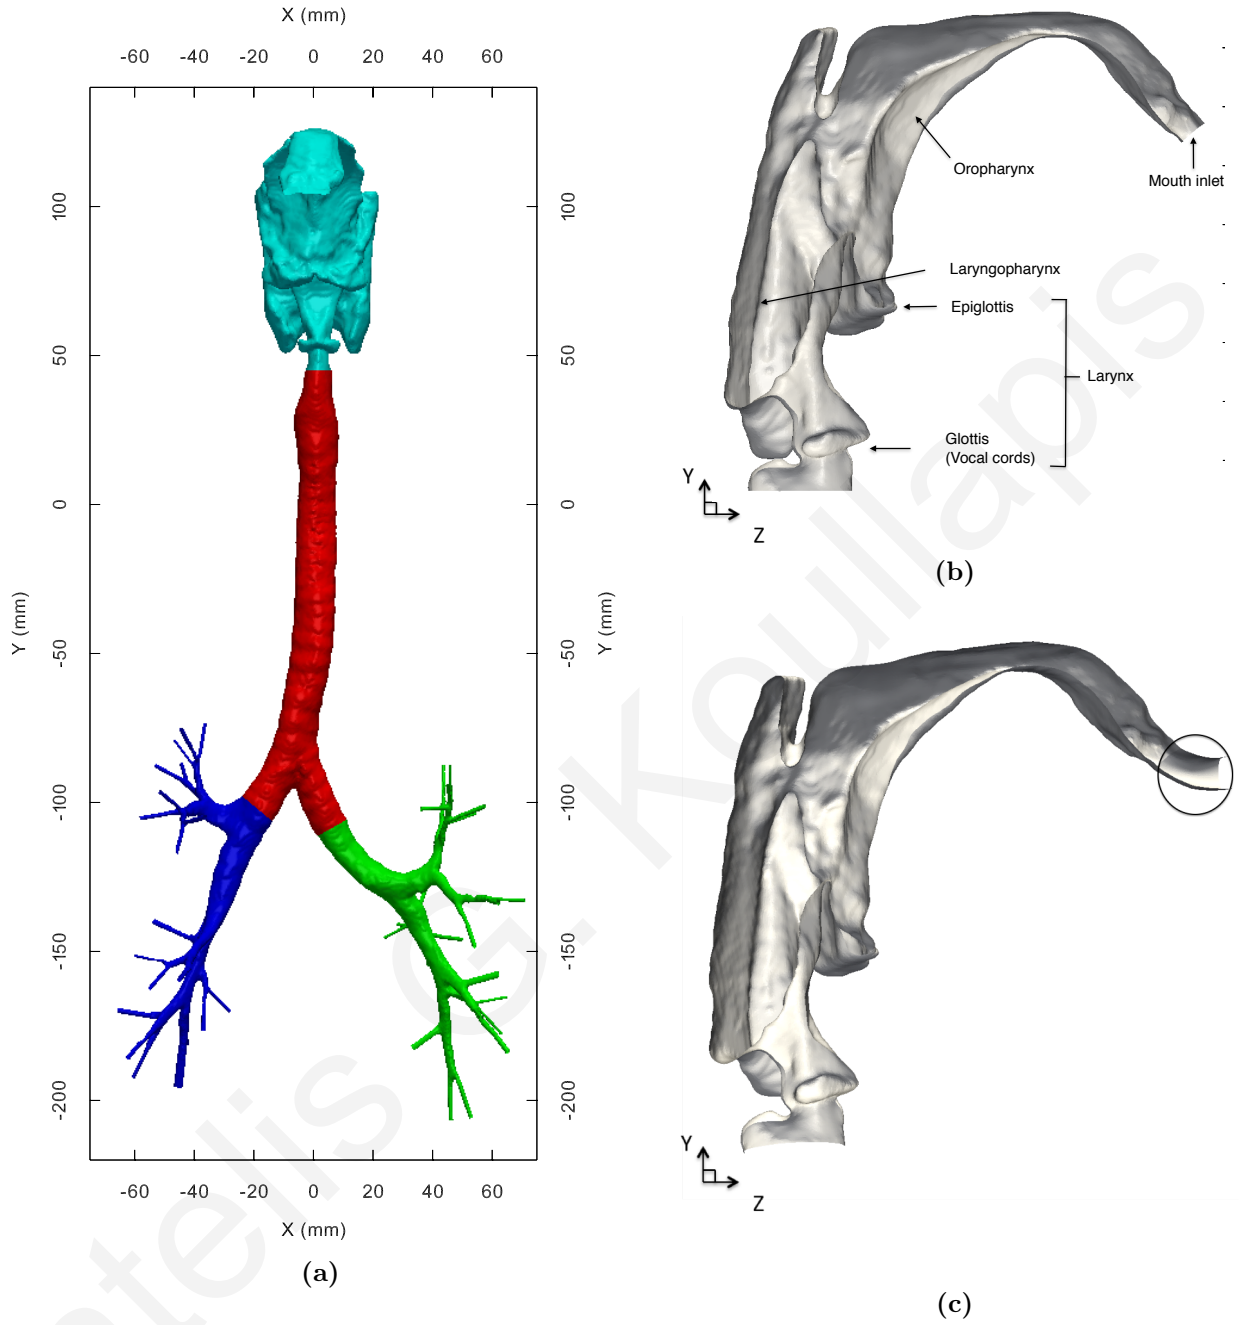 X (mm)
-60 -40 -20 0 20 40 60
100 50 0 -50 -100 -150 -200
Y (mm)
100 50 0 -50 -100 -150 -200
Y (mm)
-60 -40 -20 0 20 40 60
X (mm)
(a)
Oropharynx
Mouth inlet
Laryngopharynx
Epiglottis
Larynx
Glottis
(Vocal cords)
Y
Z
(b)
Y
Z
(c)
telis G. Koullapis